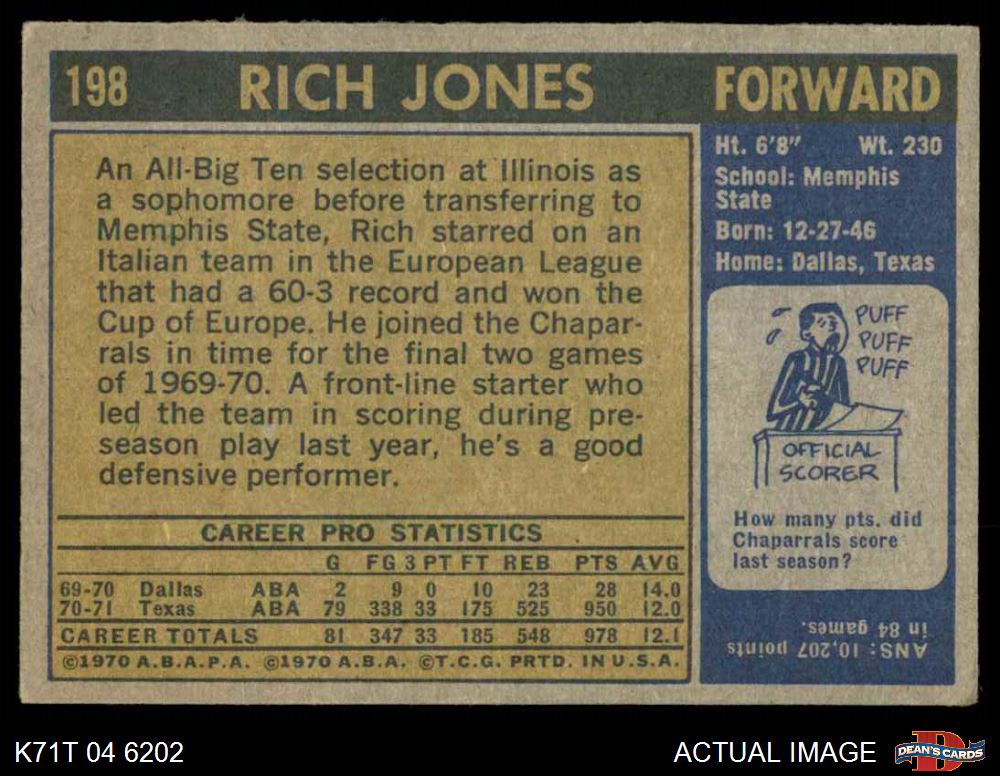 198 RICH JONES FORWARD
An All-Big Ten selection at Illinois as
a sophomore before transferring to
Memphis State, Rich starred on an
Italian team in the European League
that had a 60-3 record and won the
Cup of Europe. He joined the Chapar-
rals in time for the final two games
of 1969-70. A front-line starter who
led the team in scoring during pre-
season play last year, he's a good
defensive performer.
CAREER PRO STATISTICS
G FG 3 PT FT REB PTS AVG
69-70 Dallas ABA 2 9 0 10 23 28 14.0
70-71 Texas ABA 79 338 33 175 525 950 12.0
CAREER TOTALS 81 347 33 185 548 978 12.1
©1970 A.B.A.P.A. ©1970 A.B.A. ©T.C.G. PRTD. IN U.S.A.
Ht. 6'8" Wt. 230
School: Memphis
State
Born: 12-27-46
Home: Dallas, Texas
PUFF
PUFF
PUFF
OFFICIAL
SCORER
How many pts. did
Chaparrals score
last season?
ANS: 10,207 points
in 84 games.
K71T 04 6202 ACTUAL IMAGE
D
DEAN'S CARDS